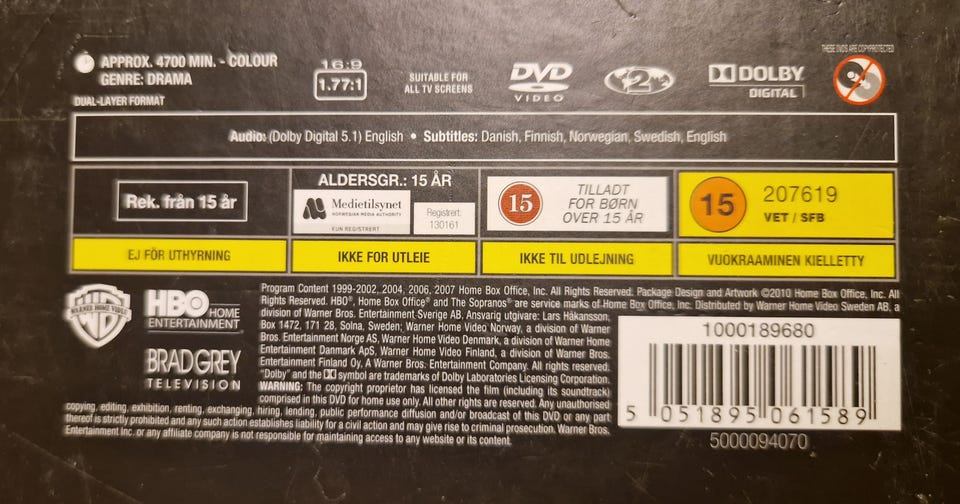 APPROX. 4700 MIN. - COLOUR
GENRE: DRAMA
DUAL-LAYER FORMAT
16:9
1.77:1
SUITABLE FOR
ALL TV SCREENS
DVD
VIDEO
2
DOLBY
DIGITAL
THESE DVDS ARE COPYPROTECTED
Audio: (Dolby Digital 5.1) English • Subtitles: Danish, Finnish, Norwegian, Swedish, English
Rek. från 15 år
ALDERSGR.: 15 ÅR
Medietilsynet
NORWEGIAN MEDIA AUTHORITY
KUN REGISTRERT
Registrert:
130161
15
TILLADT
FOR BØRN
OVER 15 ÅR
15
207619
VET / SFB
EJ FÖR UTHYRNING
IKKE FOR UTLEIE
IKKE TIL UDLEJNING
VUOKRAAMINEN KIELLETTY
WB
WARNER HOME VIDEO
HBO HOME
ENTERTAINMENT
BRADGREY
TELEVISION
Program Content 1999-2002, 2004, 2006, 2007 Home Box Office, Inc. All Rights Reserved. Package Design and Artwork ©2010 Home Box Office, Inc. All
Rights Reserved. HBO®, Home Box Office® and The Sopranos® are service marks of Home Box Office, Inc. Distributed by Warner Home Video Sweden AB, a
division of Warner Bros. Entertainment Sverige AB, Ansvarig utgivare: Lars Håkansson,
Box 1472, 171 28, Solna, Sweden; Warner Home Video Norway, a division of Warner
Bros. Entertainment Norge AS, Warner Home Video Denmark, a division of Warner Home
Entertainment Danmark ApS, Warner Home Video Finland, a division of Warner Bros.
Entertainment Finland Oy, A Warner Bros. Entertainment Company. All rights reserved.
"Dolby" and the symbol are trademarks of Dolby Laboratories Licensing Corporation.
WARNING: The copyright proprietor has licensed the film (including its soundtrack)
comprised in this DVD for home use only. All other rights are reserved. Any unauthorised
copying, editing, exhibition, renting, exchanging, hiring, lending, public performance diffusion and/or broadcast of this DVD or any part
thereof is strictly prohibited and any such action establishes liability for a civil action and may give rise to criminal prosecution. Warner Bros.
Entertainment Inc. or any affiliate company is not responsible for maintaining access to any website or its content.
1000189680
5 051895 061589
5000094070